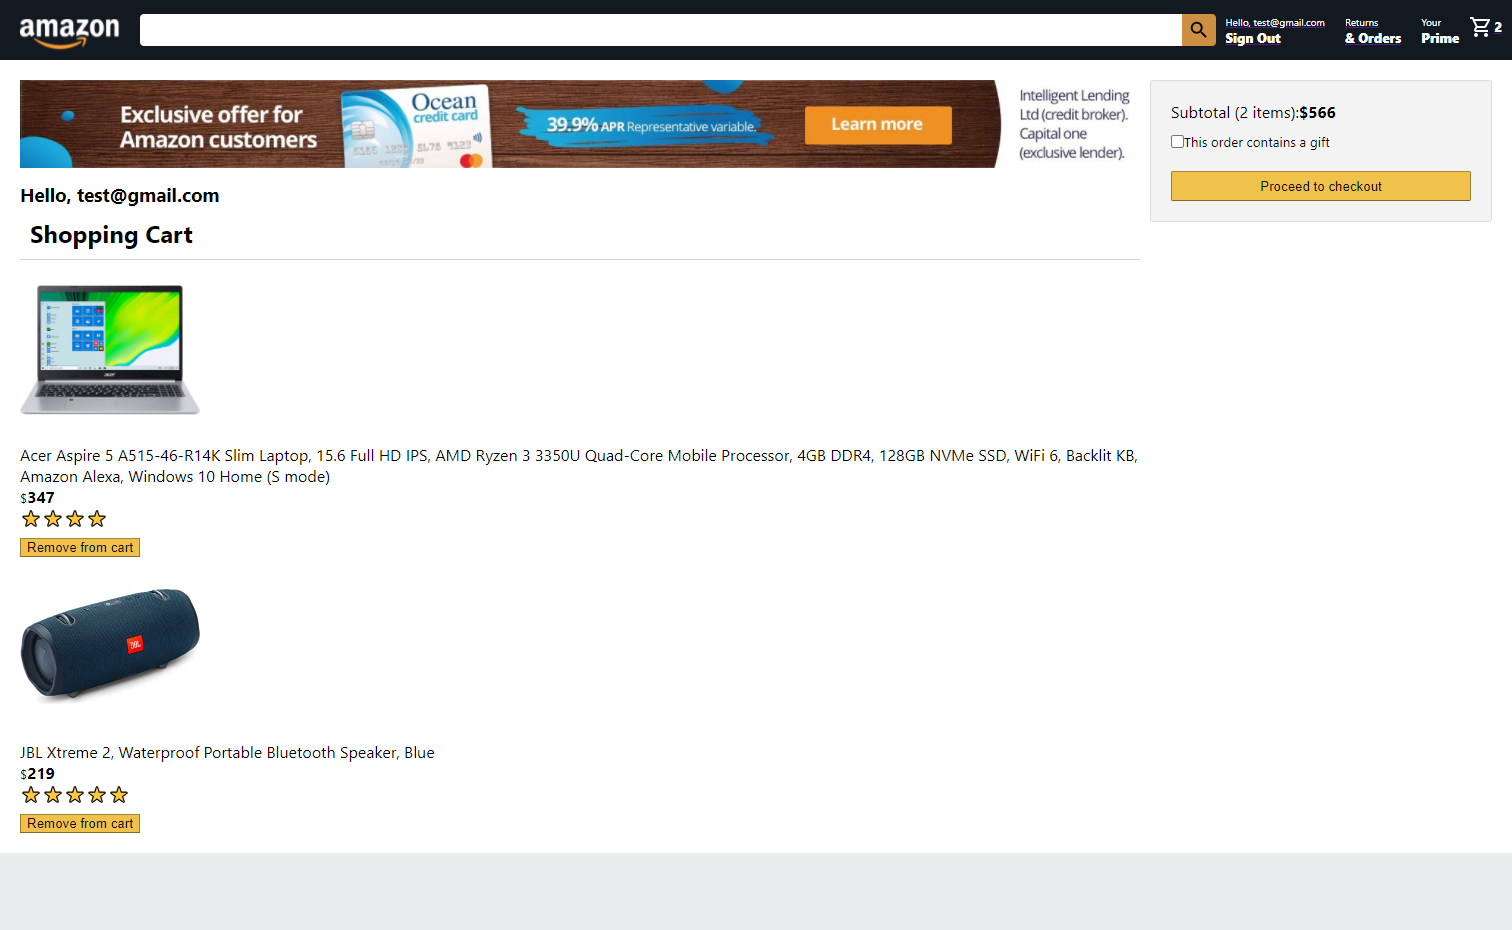 amazon
Hello, test@gmail.com
Sign Out
Returns
& Orders
Your
Prime
2
Exclusive offer for
Amazon customers
Ocean
credit card
39.9% APR Representative variable.
Learn more
Intelligent Lending
Ltd (credit broker).
Capital one
(exclusive lender).
Subtotal (2 items):$566
This order contains a gift
Proceed to checkout
Hello, test@gmail.com
Shopping Cart
acer
Acer Aspire 5 A515-46-R14K Slim Laptop, 15.6 Full HD IPS, AMD Ryzen 3 3350U Quad-Core Mobile Processor, 4GB DDR4, 128GB NVMe SSD, WiFi 6, Backlit KB,
Amazon Alexa, Windows 10 Home (S mode)
$347
Remove from cart
JBL
JBL Xtreme 2, Waterproof Portable Bluetooth Speaker, Blue
$219
Remove from cart